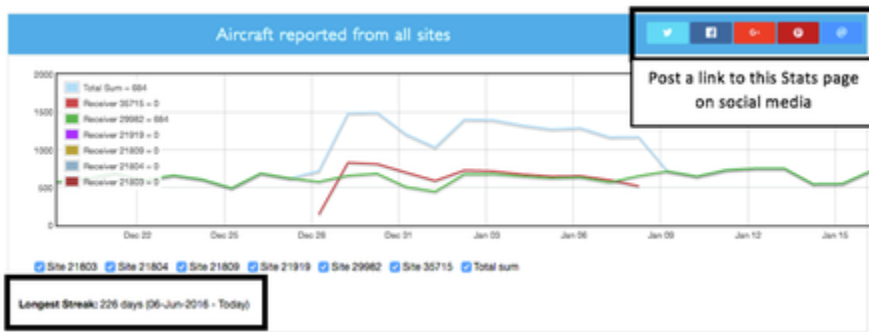 Aircraft reported from all sites
Post a link to this Stats page
on social media
2000
1500
1000
500
0
Total Sum = 684
Receiver 35715 = 0
Receiver 29982 = 684
Receiver 21919 = 0
Receiver 21809 = 0
Receiver 21804 = 0
Receiver 21803 = 0
Dec 22 Dec 25 Dec 28 Dec 31 Jan 03 Jan 06 Jan 09 Jan 12 Jan 15
Site 21803 Site 21804 Site 21809 Site 21919 Site 29982 Site 35715 Total sum
Longest Streak: 226 days (06-Jun-2016 - Today)